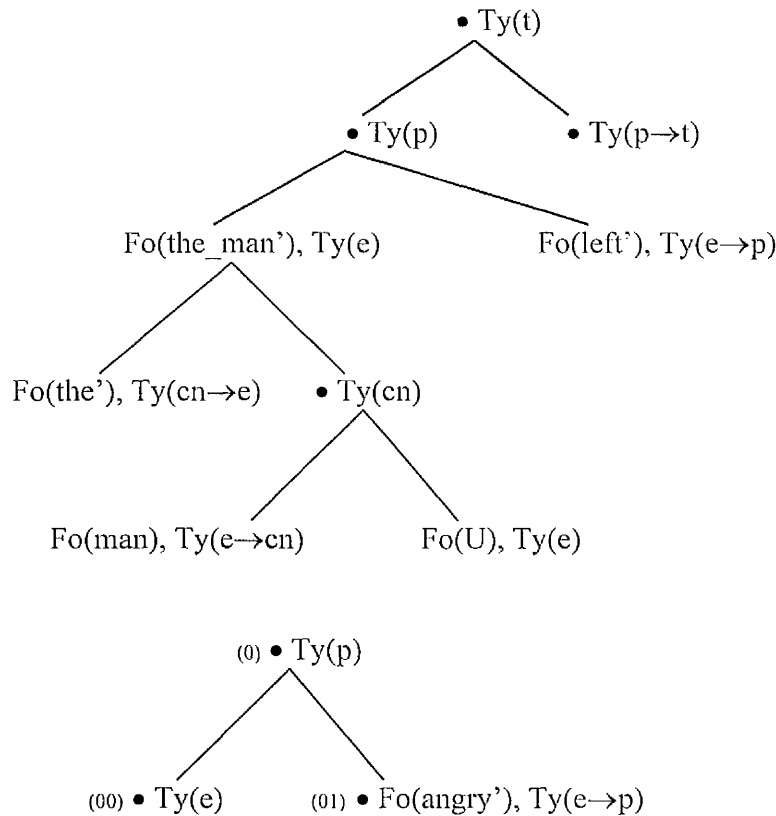 • Ty(t)
• Ty(p) • Ty(p→t)
Fo(the_man’), Ty(e) Fo(left’), Ty(e→p)
Fo(the’), Ty(cn→e) • Ty(cn)
Fo(man), Ty(e→cn) Fo(U), Ty(e)
(0) • Ty(p)
(00) • Ty(e) (01) • Fo(angry’), Ty(e→p)